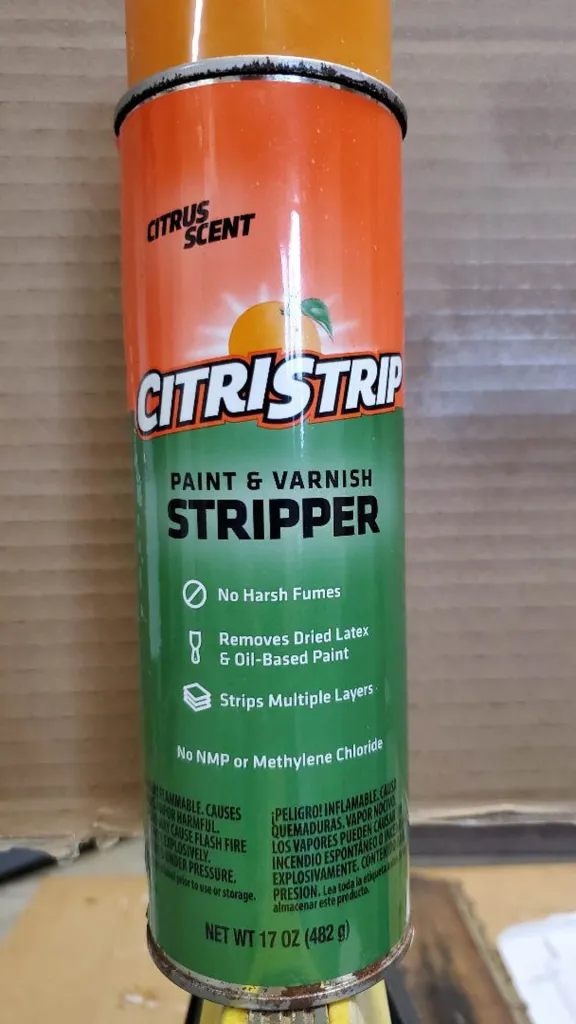 CITRUS
SCENT
CITRISTRIP
PAINT & VARNISH
STRIPPER
No Harsh Fumes
Removes Dried Latex
& Oil-Based Paint
Strips Multiple Layers
No NMP or Methylene Chloride
FLAMMABLE. CAUSES
VAPOR HARMFUL.
MAY CAUSE FLASH FIRE
EXPLOSIVELY.
UNDER PRESSURE.
prior to use or storage.
¡PELIGRO! INFLAMABLE. CAUSA
QUEMADURAS. VAPOR NOCIVO.
LOS VAPORES PUEDEN CAUSAR
INCENDIO ESPONTÁNEO O
EXPLOSIVAMENTE.
PRESIÓN. Lea toda la etiqueta
almacenar este producto.
NET WT 17 OZ (482 g)